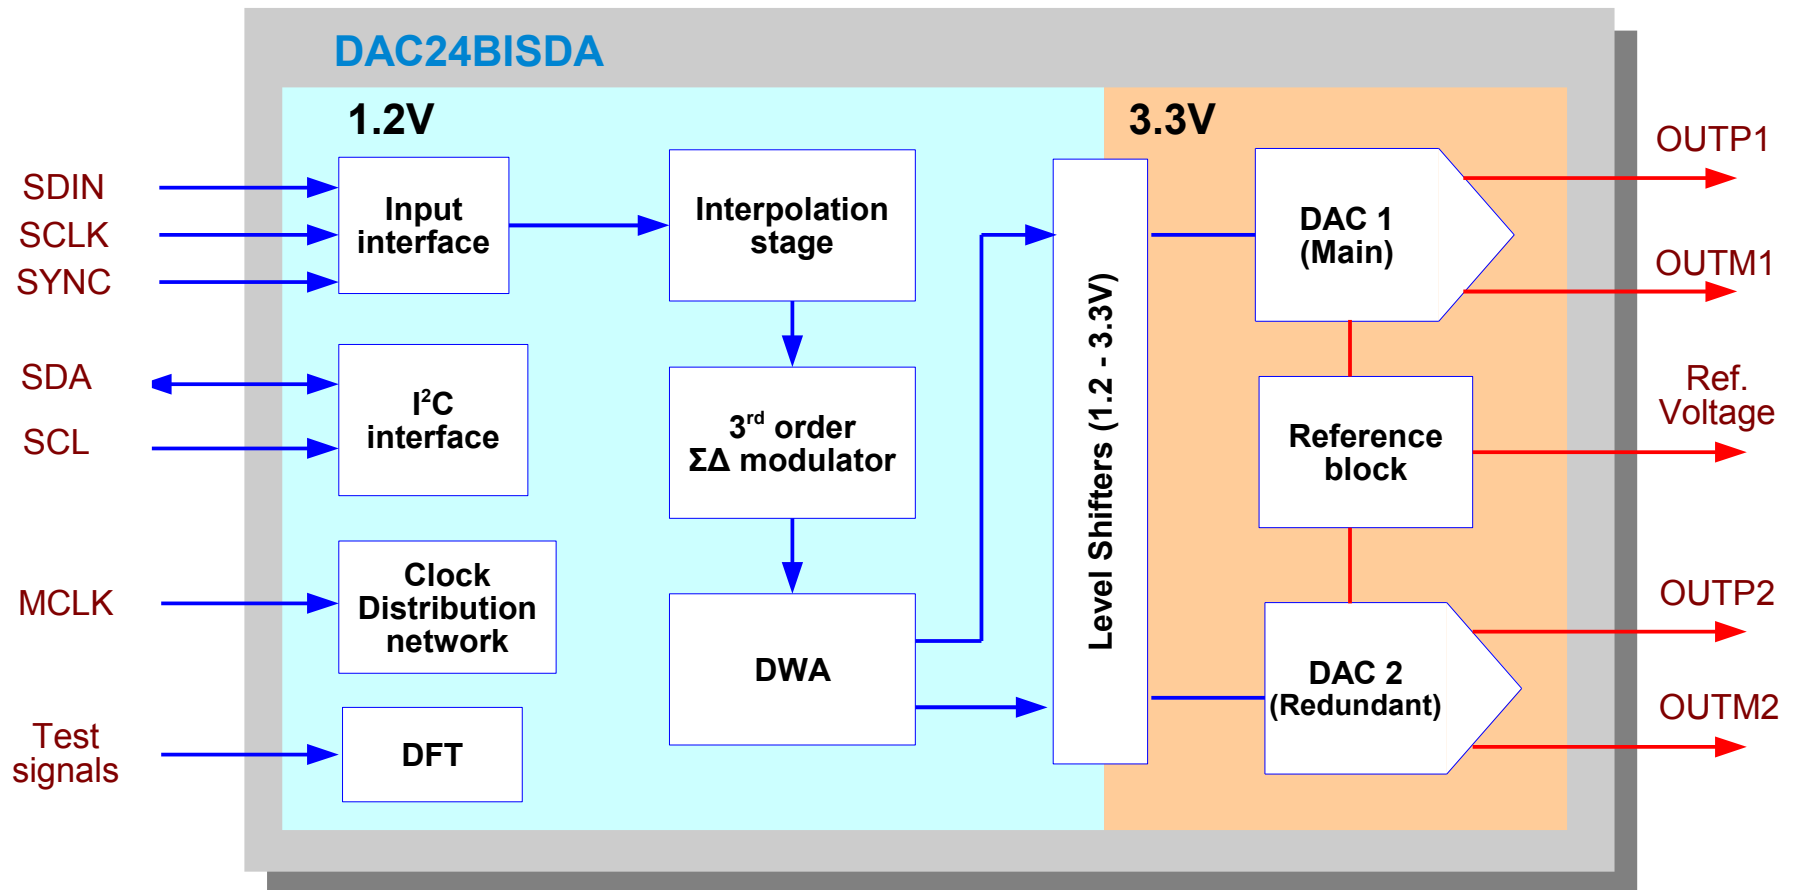 DAC24BISDA
1.2V
3.3V
SDIN
SCLK
SYNC
SDA
SCL
MCLK
Test
signals
Input
interface
I²C
interface
Clock
Distribution
network
DFT
Interpolation
stage
3rd order
ΣΔ modulator
DWA
Level Shifters (1.2 - 3.3V)
DAC 1
(Main)
Reference
block
DAC 2
(Redundant)
OUTP1
OUTM1
Ref.
Voltage
OUTP2
OUTM2